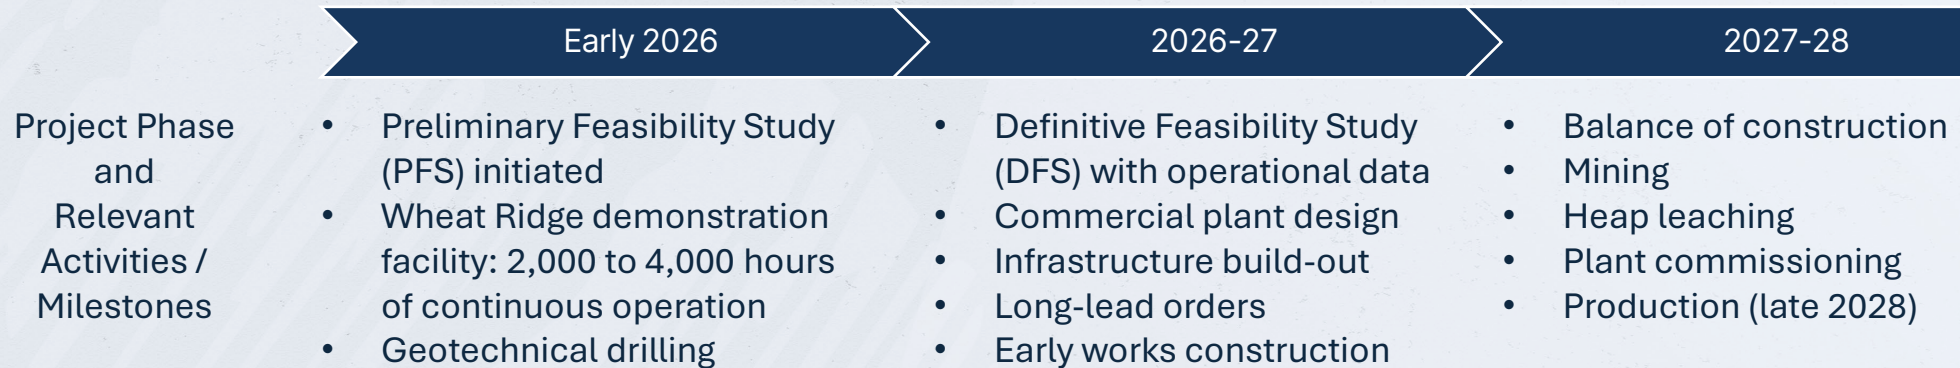 Early 2026
2026-27
2027-28
Project Phase
and
Relevant
Activities /
Milestones
• Preliminary Feasibility Study
(PFS) initiated
• Wheat Ridge demonstration
facility: 2,000 to 4,000 hours
of continuous operation
• Geotechnical drilling
• Definitive Feasibility Study
(DFS) with operational data
• Commercial plant design
• Infrastructure build-out
• Long-lead orders
• Early works construction
• Balance of construction
• Mining
• Heap leaching
• Plant commissioning
• Production (late 2028)